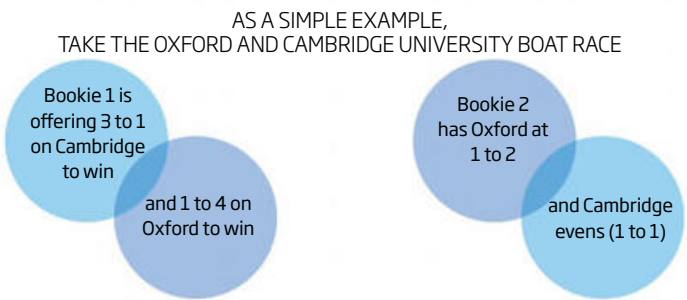 AS A SIMPLE EXAMPLE,
TAKE THE OXFORD AND CAMBRIDGE UNIVERSITY BOAT RACE
Bookie 1 is
offering 3 to 1
on Cambridge
to win
and 1 to 4 on
Oxford to win
Bookie 2
has Oxford at
1 to 2
and Cambridge
evens (1 to 1)